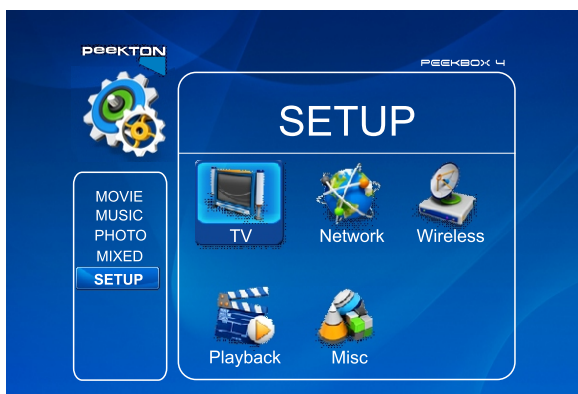 PEEKTON
PEEKBOX 4
SETUP
MOVIE
MUSIC
PHOTO
MIXED
SETUP
TV
Network
Wireless
Playback
Misc